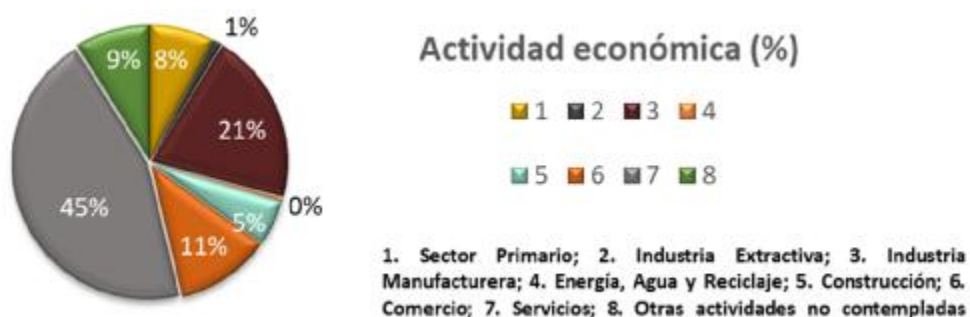 1%
9%
8%
21%
0%
5%
11%
45%
Actividad económica (%)
1 2 3 4
5 6 7 8
1. Sector Primario; 2. Industria Extractiva; 3. Industria
Manufacturera; 4. Energía, Agua y Reciclaje; 5. Construcción; 6.
Comercio; 7. Servicios; 8. Otras actividades no contempladas